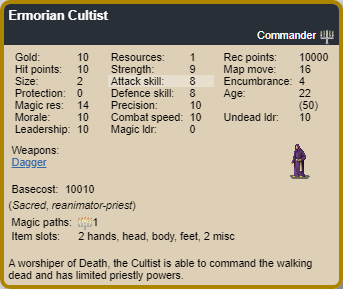 Ermorian Cultist
Commander
Gold: 10 Resources: 1 Rec points: 10000
Hit points: 10 Strength: 9 Map move: 16
Size: 2 Attack skill: 8 Encumbrance: 4
Protection: 0 Defence skill: 8 Age: 22
Magic res: 14 Precision: 10 (50)
Morale: 10 Combat speed: 10 Undead ldr: 10
Leadership: 10 Magic ldr: 0
Weapons:
Dagger
Basecost: 10010
(Sacred, reanimator-priest)
Magic paths: 1
Item slots: 2 hands, head, body, feet, 2 misc
A worshiper of Death, the Cultist is able to command the walking
dead and has limited priestly powers.